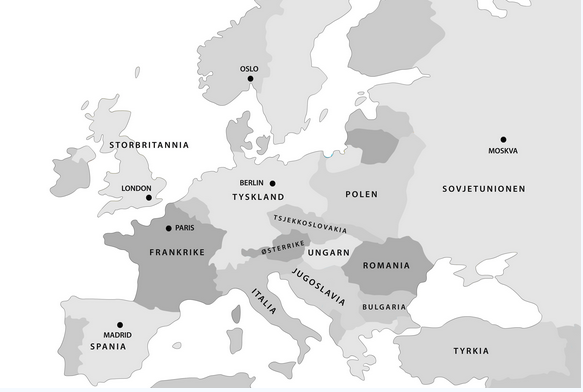 OSLO
MOSKVA
STORBRITANNIA
LONDON
BERLIN
TYSKLAND
POLEN
SOVJETUNIONEN
PARIS
TSJEKKOSLOVAKIA
FRANKRIKE
ØSTERRIKE
UNGARN
ROMANIA
JUGOSLAVIA
ITALIA
BULGARIA
MADRID
SPANIA
TYRKIA